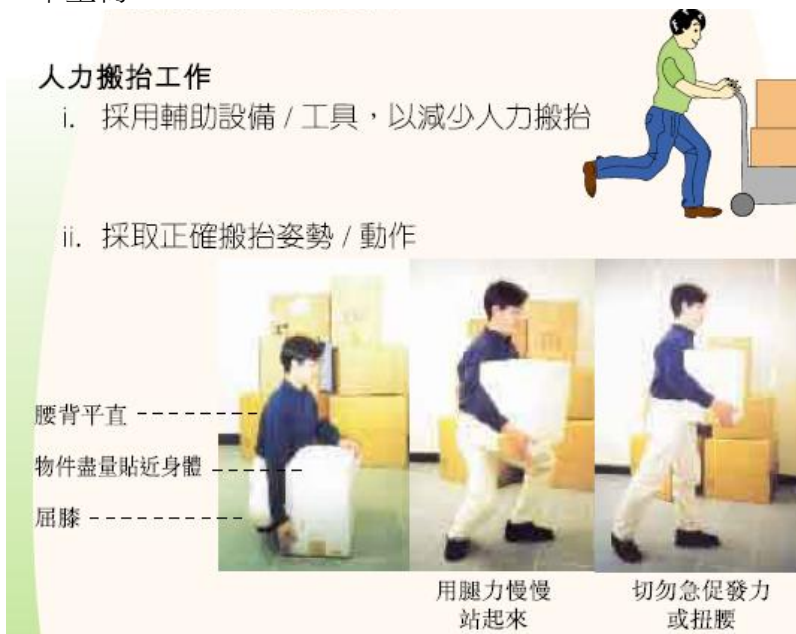 人力搬抬工作
i. 採用輔助設備 / 工具，以減少人力搬抬
ii. 採取正確搬抬姿勢 / 動作
腰背平直
物件盡量貼近身體
屈膝
用腿力慢慢
站起來
切勿急促發力
或扭腰